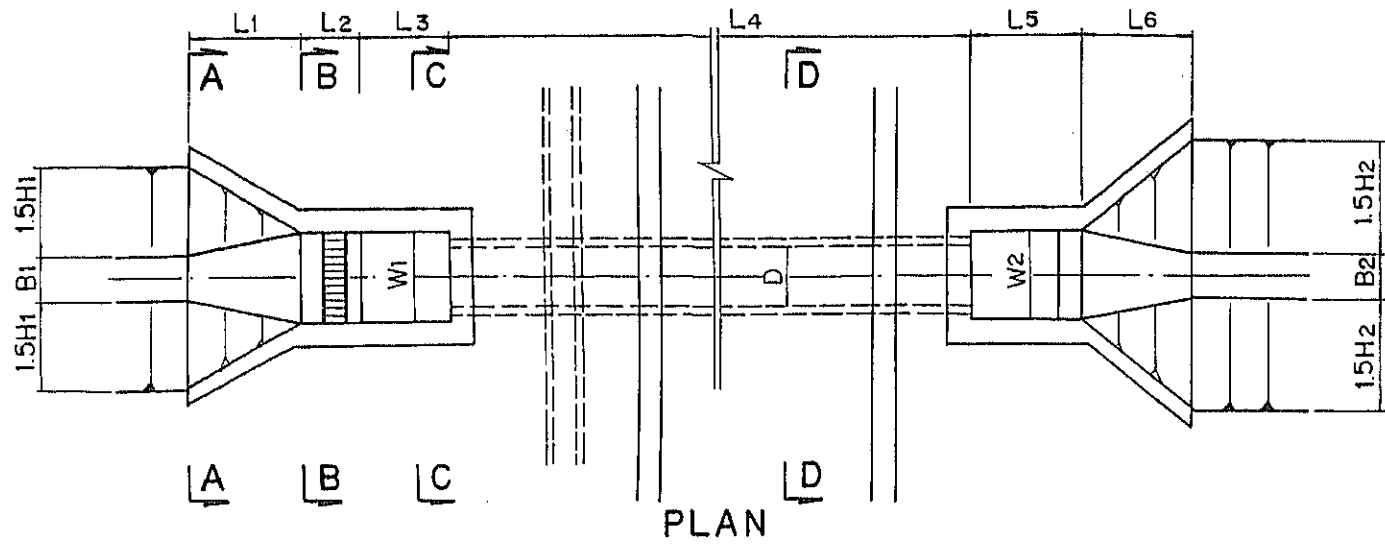 L1 L2 L3 L4 L5 L6
A B C D
1.5H1 B1 1.5H1
W1 D W2
1.5H2 B2 1.5H2
A B C D
PLAN